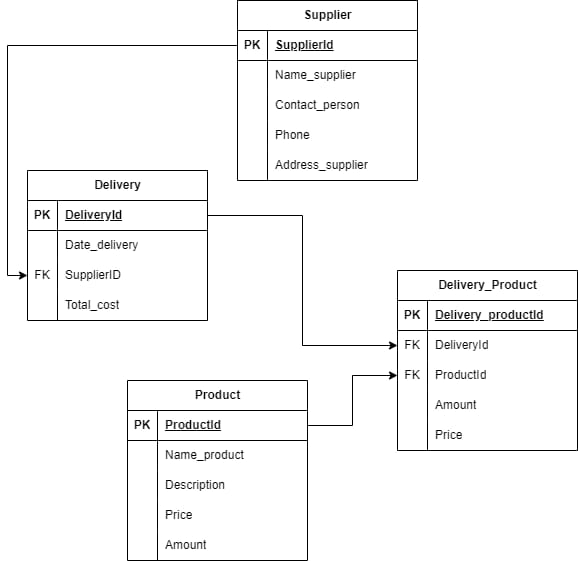 Supplier
PK SupplierId
Name_supplier
Contact_person
Phone
Address_supplier
Delivery
PK DeliveryId
Date_delivery
FK SupplierID
Total_cost
Delivery_Product
PK Delivery_productId
FK DeliveryId
FK ProductId
Amount
Price
Product
PK ProductId
Name_product
Description
Price
Amount